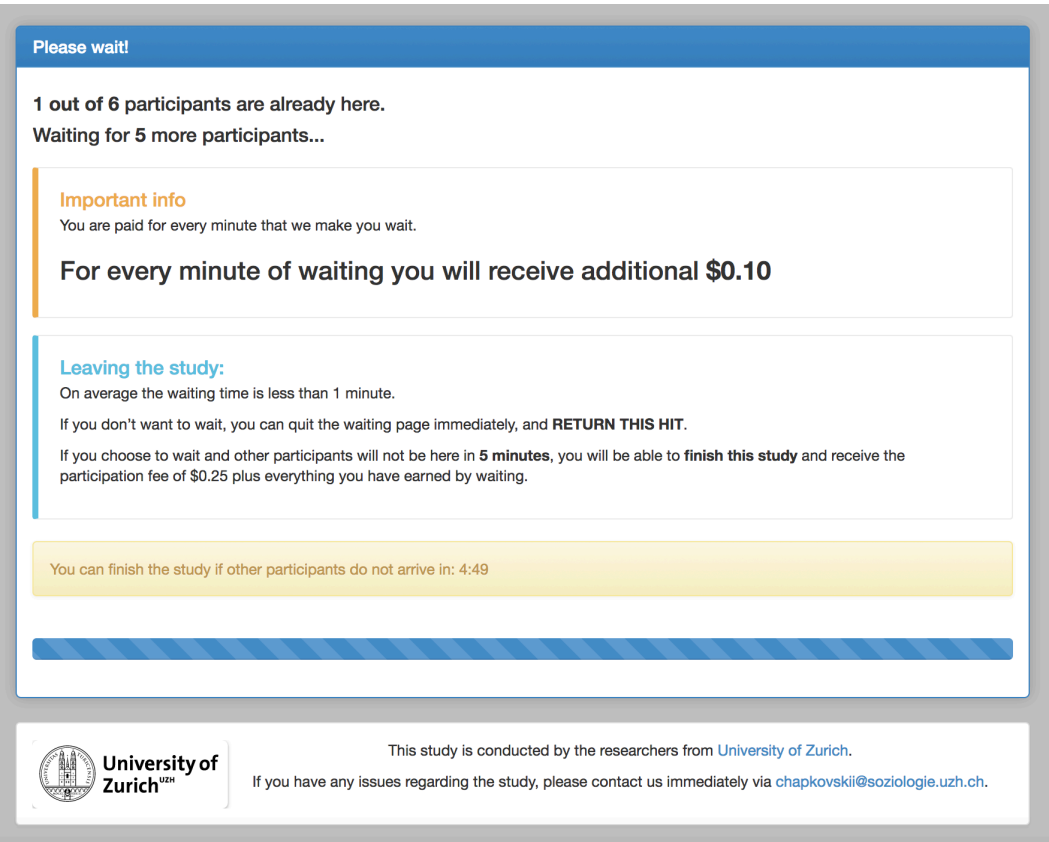 Please wait!
1 out of 6 participants are already here.
Waiting for 5 more participants...
Important info
You are paid for every minute that we make you wait.
For every minute of waiting you will receive additional $0.10
Leaving the study:
On average the waiting time is less than 1 minute.
If you don't want to wait, you can quit the waiting page immediately, and RETURN THIS HIT.
If you choose to wait and other participants will not be here in 5 minutes, you will be able to finish this study and receive the
participation fee of $0.25 plus everything you have earned by waiting.
You can finish the study if other participants do not arrive in: 4:49
University of
Zurich UZH
This study is conducted by the researchers from University of Zurich.
If you have any issues regarding the study, please contact us immediately via chapkovskii@soziologie.uzh.ch.